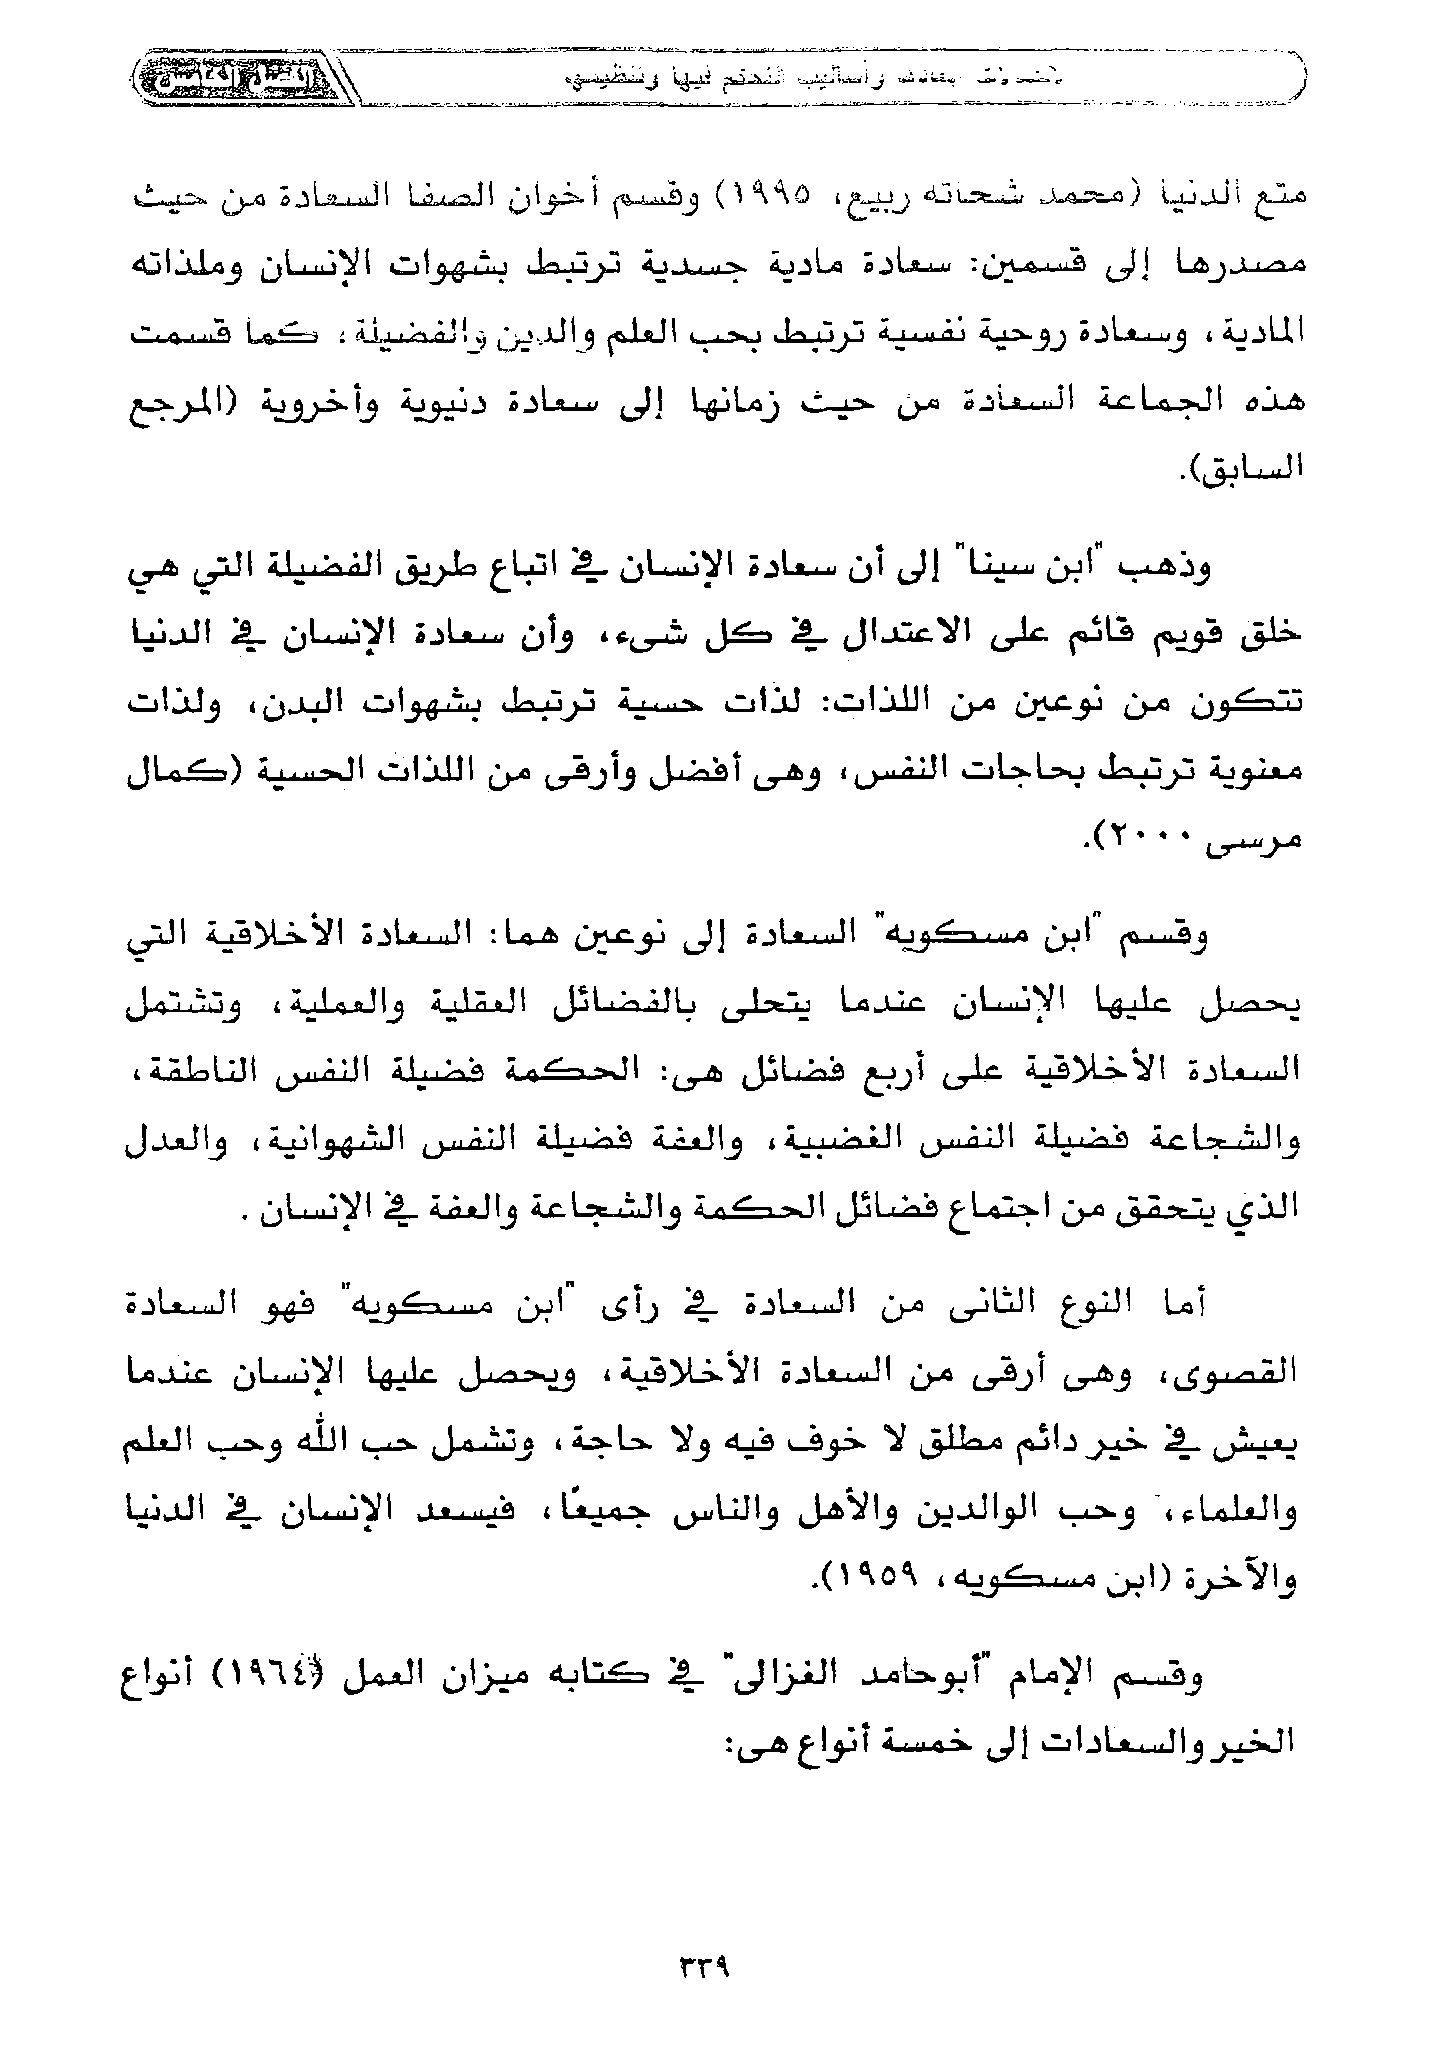 الفصل الخامس
وأساليب التحكم فيها وتنظيمها
متع الدنيا (محمد شحاته ربيع، ١٩٩٥) وقسم أخوان الصفا السعادة من حيث
مصدرها إلى قسمين: سعادة مادية جسدية ترتبط بشهوات الإنسان وملذاته
المادية، وسعادة روحية نفسية ترتبط بحب العلم والدين والفضيلة، كما قسمت
هذه الجماعة السعادة من حيث زمانها إلى سعادة دنيوية وأخروية (المرجع
السابق).
وذهب "ابن سينا" إلى أن سعادة الإنسان في اتباع طريق الفضيلة التي هي
خلق قويم قائم على الاعتدال في كل شىء، وأن سعادة الإنسان في الدنيا
تتكون من نوعين من اللذات: لذات حسية ترتبط بشهوات البدن، ولذات
معنوية ترتبط بحاجات النفس، وهى أفضل وأرقى من اللذات الحسية (كمال
مرسى ٢٠٠٠).
وقسم "ابن مسكويه" السعادة إلى نوعين هما: السعادة الأخلاقية التي
يحصل عليها الإنسان عندما يتحلى بالفضائل العقلية والعملية، وتشتمل
السعادة الأخلاقية على أربع فضائل هى: الحكمة فضيلة النفس الناطقة،
والشجاعة فضيلة النفس الغضبية، والعفة فضيلة النفس الشهوانية، والعدل
الذي يتحقق من اجتماع فضائل الحكمة والشجاعة والعفة في الإنسان .
أما النوع الثانى من السعادة في رأى "ابن مسكويه" فهو السعادة
القصوى، وهى أرقى من السعادة الأخلاقية، ويحصل عليها الإنسان عندما
يعيش في خير دائم مطلق لا خوف فيه ولا حاجة، وتشمل حب الله وحب العلم
والعلماء، وحب الوالدين والأهل والناس جميعًا، فيسعد الإنسان في الدنيا
والآخرة (ابن مسكويه، ١٩٥٩).
وقسم الإمام "أبوحامد الغزالى" في كتابه ميزان العمل (١٩٦٤) أنواع
الخير والسعادات إلى خمسة أنواع هى:
٣٣٩